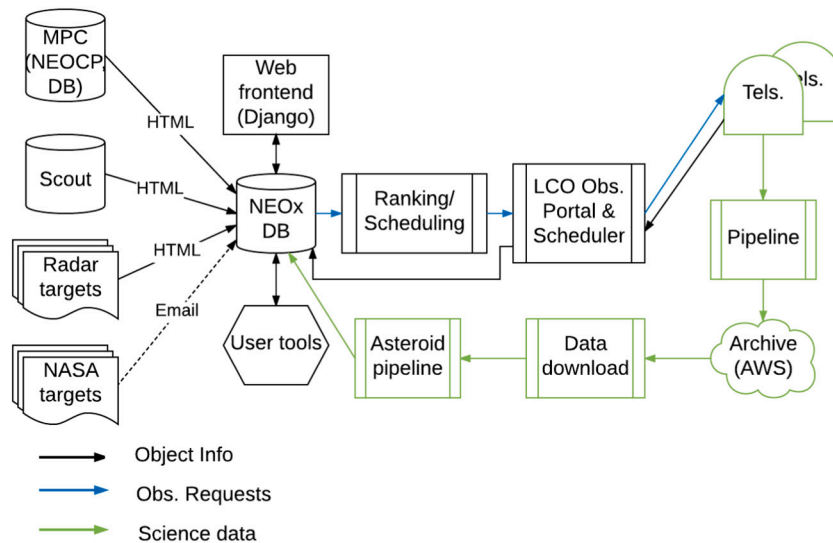 MPC
(NEOCP,
DB)
HTML
Scout
HTML
Radar
targets
HTML
NASA
targets
Email
Web
frontend
(Django)
NEOx
DB
User tools
Ranking/
Scheduling
LCO Obs.
Portal &
Scheduler
Tels.
els.
Pipeline
Archive
(AWS)
Data
download
Asteroid
pipeline
Object Info
Obs. Requests
Science data